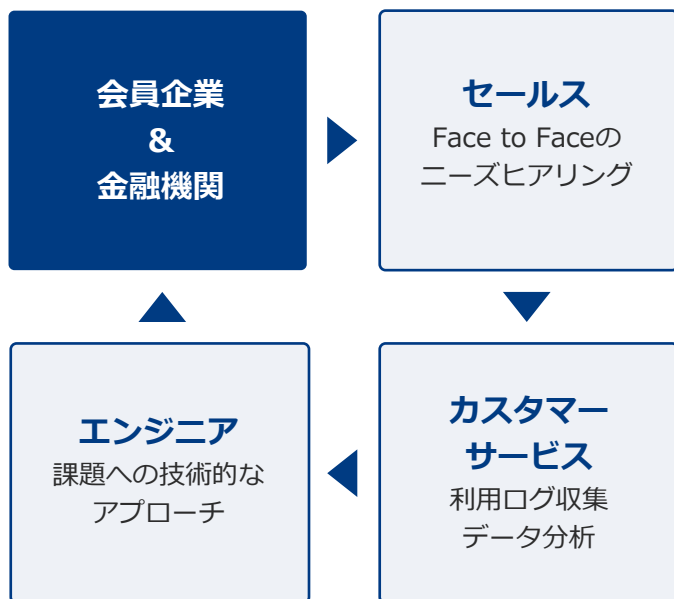 会員企業
&
金融機関
セールス
Face to Faceの
ニーズヒアリング
エンジニア
課題への技術的な
アプローチ
カスタマー
サービス
利用ログ収集
データ分析